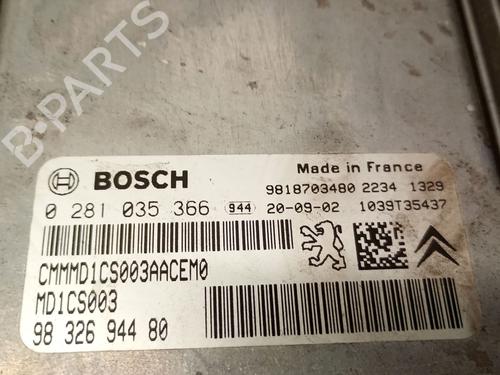 B-PARTS
BOSCH
Made in France
9818703480 2234 1329
0 281 035 366 944 20-09-02 1039T35437
CMMMD1CS003AACEM0
MD1CS003
98 326 944 80